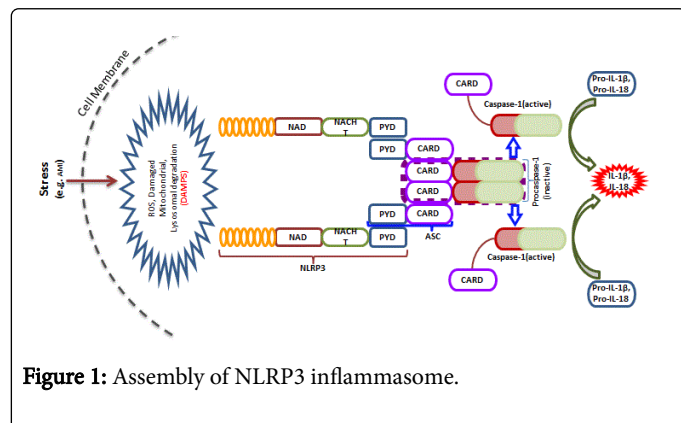 Cell Membrane
Stress
(e.g., AMI)
ROS, Damaged
Mitochondrial,
Lysosomal degradation
(DAMPS)
NAD
NACH
T
PYD
PYD
CARD
CARD
CARD
PYD
CARD
NAD
NACH
T
PYD
ASC
NLRP3
CARD
Caspase-1(active)
Procaspase-1
(inactive)
Caspase-1(active)
CARD
Pro-IL-1β,
Pro-IL-18
IL-1β,
IL-18
Pro-IL-1β,
Pro-IL-18
Figure 1: Assembly of NLRP3 inflammasome.